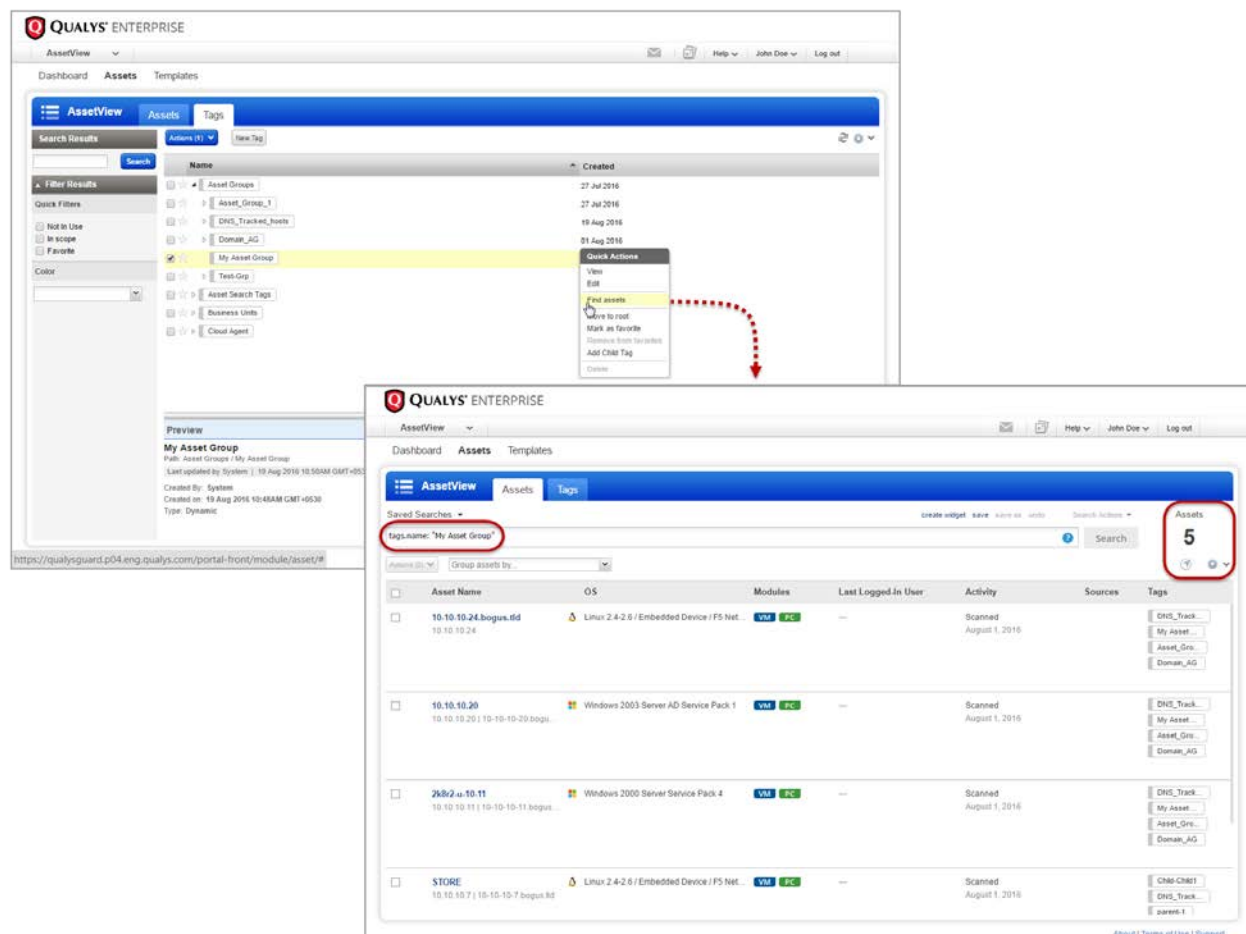 QUALYS® ENTERPRISE
AssetView
Help John Doe Log out
Dashboard Assets Templates
AssetView Assets Tags
Search Results Actions (1) New Tag
Search
Name Created
Filter Results
Quick Filters
Not In Use
In scope
Favorite
Color
Asset Groups 27 Jul 2016
Asset_Group_1 27 Jul 2016
DNS_Tracked_hosts 19 Aug 2016
Domain_AG 01 Aug 2016
My Asset Group
Test-Grp
Asset Search Tags
Business Units
Cloud Agent
Quick Actions
View
Edit
Find assets
Move to root
Mark as favorite
Remove from favorites
Add Child Tag
Delete
Preview
My Asset Group
Path: Asset Groups / My Asset Group
Last updated by System | 19 Aug 2016 10:50AM GMT+053
Created By: System
Created on: 19 Aug 2016 10:48AM GMT+0530
Type: Dynamic
https://qualysguard.p04.eng.qualys.com/portal-front/module/asset/#
QUALYS® ENTERPRISE
AssetView
Help John Doe Log out
Dashboard Assets Templates
AssetView Assets Tags
Saved Searches create widget save save as undo Search Actions Assets
tags.name: "My Asset Group" ? Search 5
Actions (0) Group assets by...
Asset Name OS Modules Last Logged-In User Activity Sources Tags
10-10-10-24.bogus.tld Linux 2.4-2.6 / Embedded Device / F5 Net... VM PC --- Scanned DNS_Track...
10.10.10.24 August 1, 2016 My Asset ...
Asset_Gro...
Domain_AG
10.10.10.20 Windows 2003 Server AD Service Pack 1 VM PC --- Scanned DNS_Track...
10.10.10.20 | 10-10-10-20.bogu... August 1, 2016 My Asset ...
Asset_Gro...
Domain_AG
2k8r2-u-10-11 Windows 2000 Server Service Pack 4 VM PC --- Scanned DNS_Track...
10.10.10.11 | 10-10-10-11.bogus... August 1, 2016 My Asset ...
Asset_Gro...
Domain_AG
STORE Linux 2.4-2.6 / Embedded Device / F5 Net... VM PC --- Scanned Child-Child1
10.10.10.7 | 10-10-10-7.bogus.tld August 1, 2016 DNS_Track...
parent-1
About | Terms of Use | Support